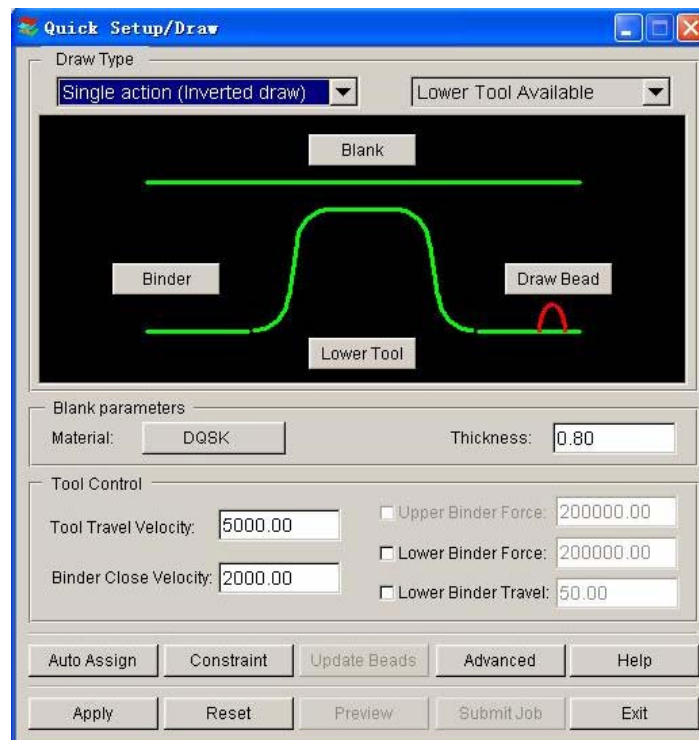 Quick Setup/Draw
Draw Type
Single action (Inverted draw)
Lower Tool Available
Blank
Binder
Draw Bead
Lower Tool
Blank parameters
Material:
DQSK
Thickness:
0.80
Tool Control
Tool Travel Velocity:
5000.00
Upper Binder Force:
200000.00
Lower Binder Force:
200000.00
Binder Close Velocity:
2000.00
Lower Binder Travel:
50.00
Auto Assign
Constraint
Update Beads
Advanced
Help
Apply
Reset
Preview
Submit Job
Exit